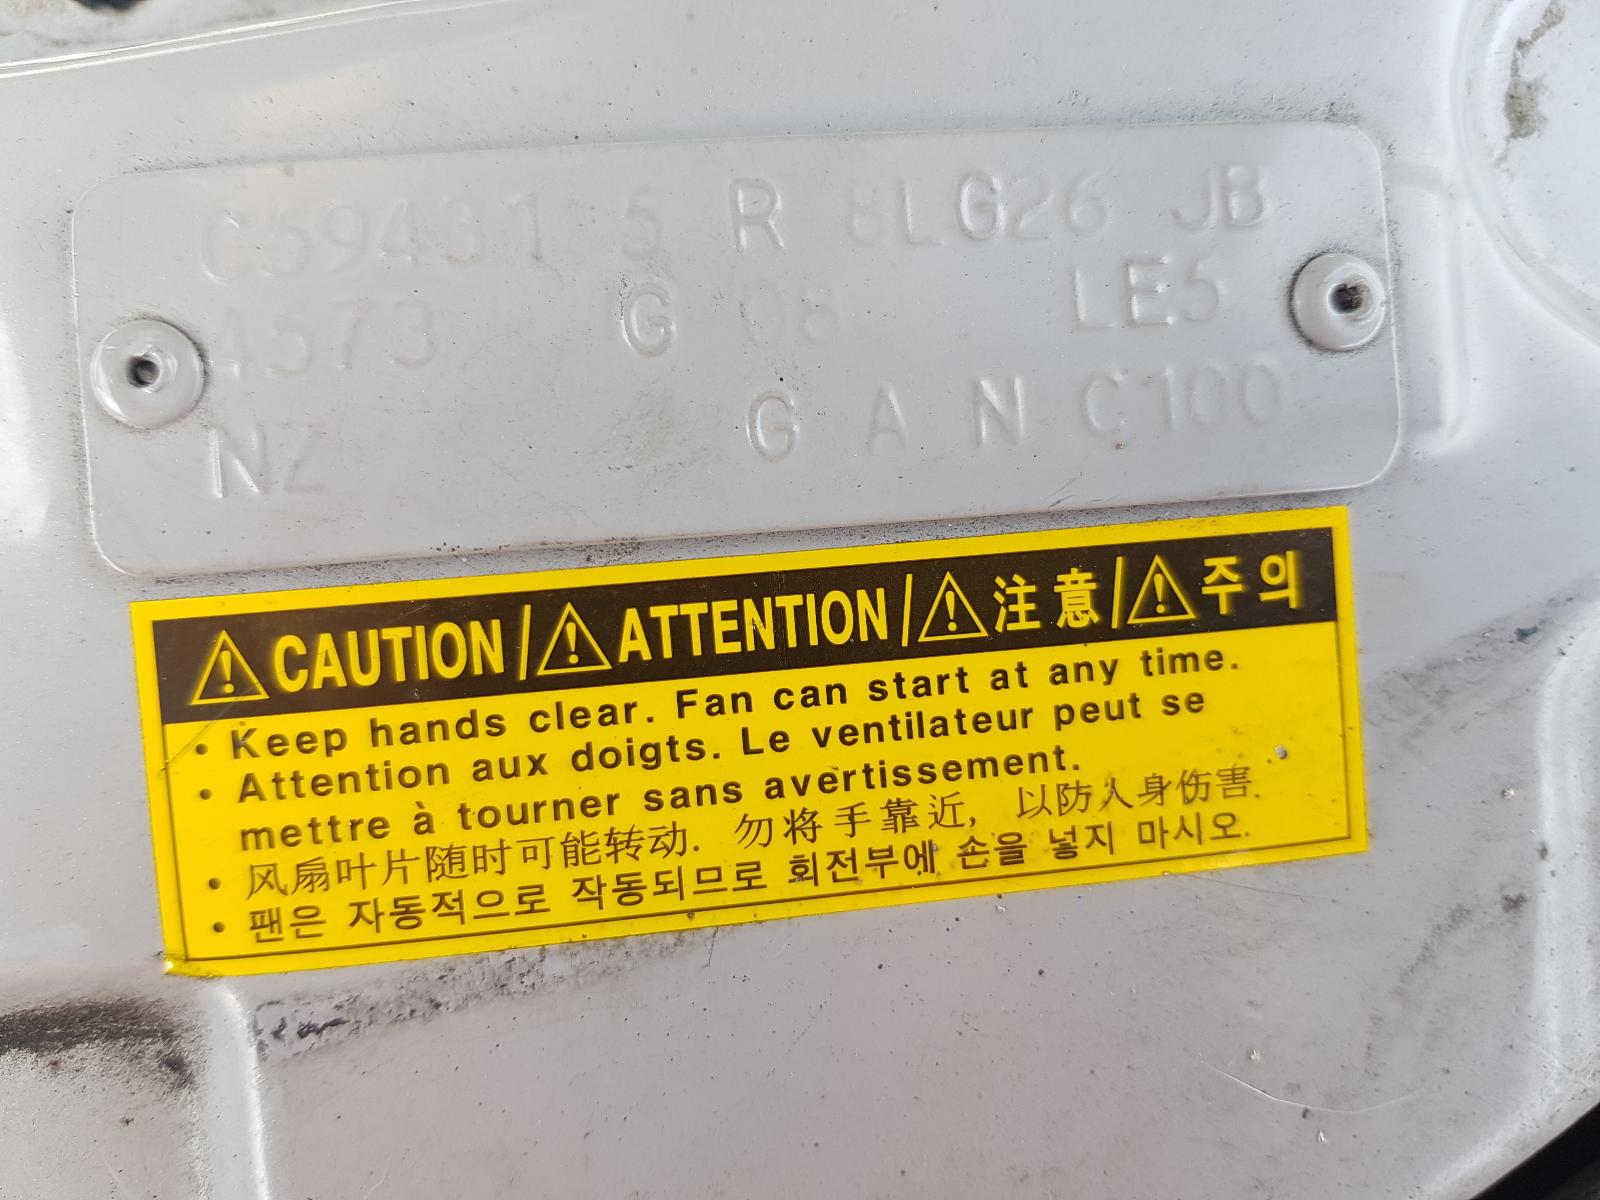 C59431 5 R 8LG26 JB
4573 G 08 LE5
NZ G A N C100
⚠CAUTION/⚠ATTENTION/⚠注意/⚠주의
• Keep hands clear. Fan can start at any time.
• Attention aux doigts. Le ventilateur peut se
mettre à tourner sans avertissement.
• 风扇叶片随时可能转动. 勿将手靠近, 以防人身伤害.
• 팬은 자동적으로 작동되므로 회전부에 손을 넣지 마시오.